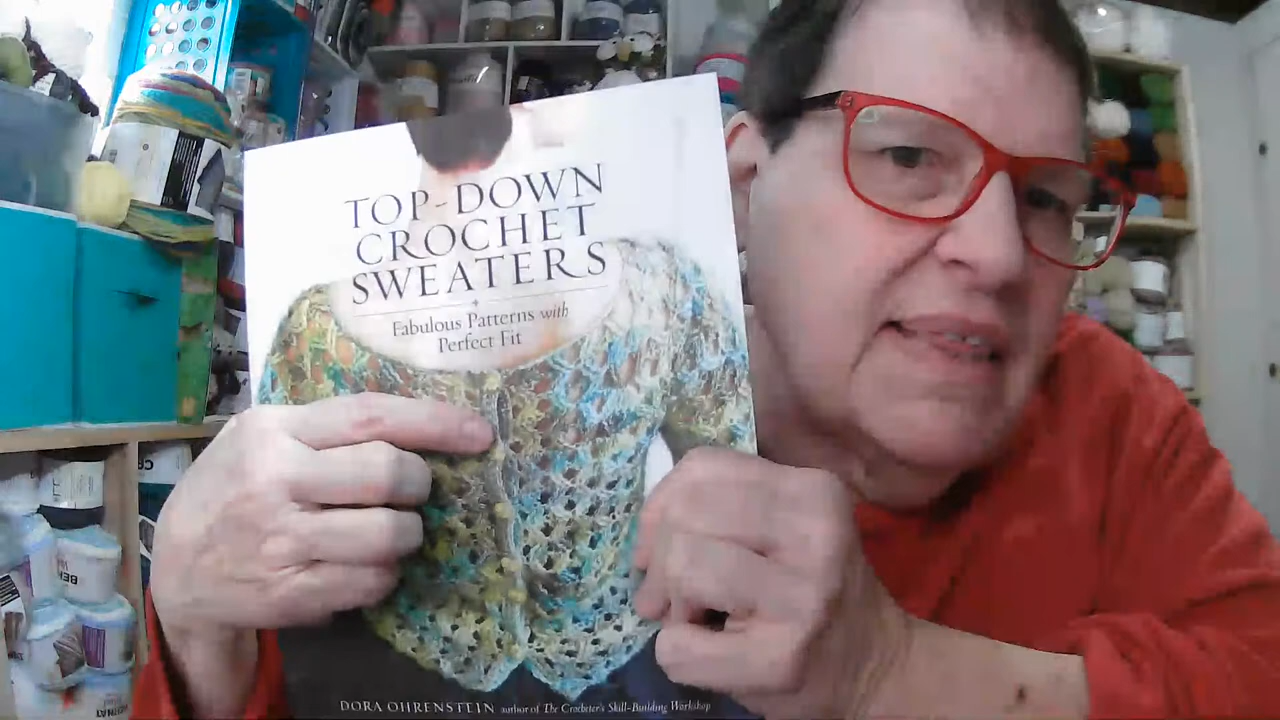 TOP-DOWN
CROCHET
SWEATERS
Fabulous Patterns with
Perfect Fit
DORA OHRENSTEIN author of The Crocheter's Skill-Building Workshop